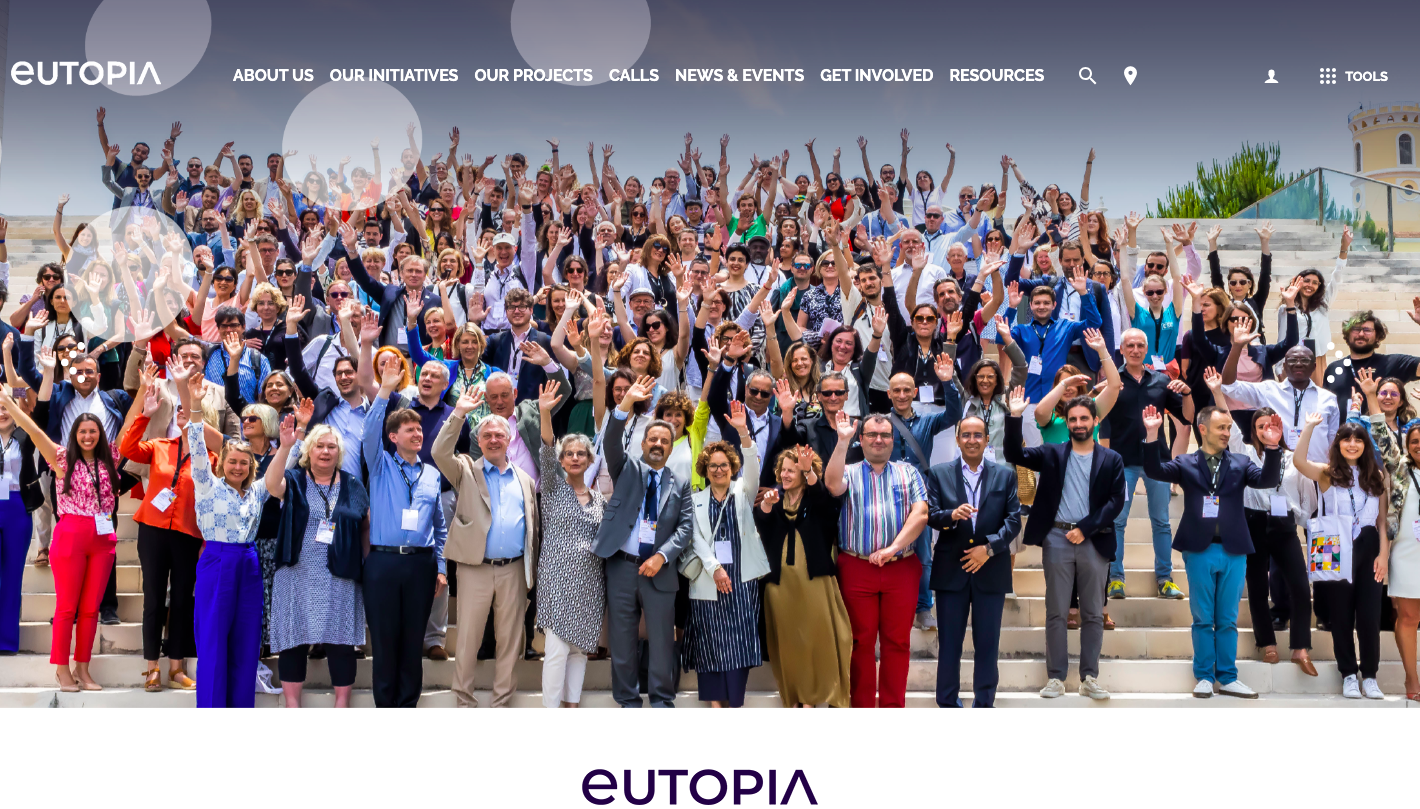 eUTOPIA
ABOUT US OUR INITIATIVES OUR PROJECTS CALLS NEWS & EVENTS GET INVOLVED RESOURCES
TOOLS
eUTOPIA